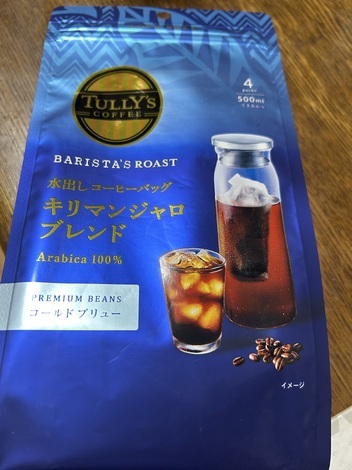 TULLY'S
COFFEE
4
500ml
BARISTA'S ROAST
水出しコーヒーバッグ
キリマンジャロ
ブレンド
Arabica 100%
PREMIUM BEANS
コールドブリュー
イメージ